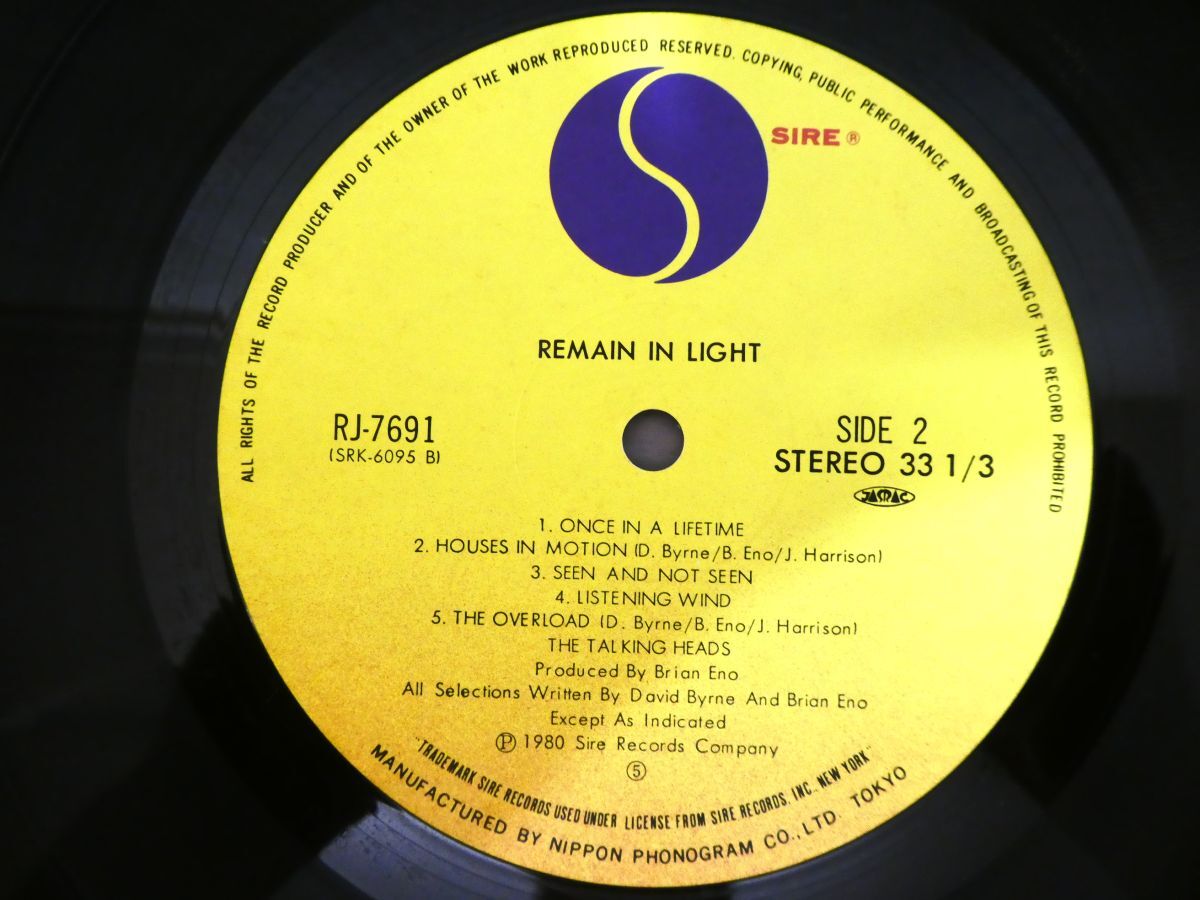 ALL RIGHTS OF THE RECORD PRODUCER AND OF THE OWNER OF THE WORK REPRODUCED RESERVED. COPYING, PUBLIC PERFORMANCE AND BROADCASTING OF THIS RECORD PROHIBITED
SIRE ®
REMAIN IN LIGHT
RJ-7691
(SRK-6095 B)
SIDE 2
STEREO 33 1/3
JASRAC
1. ONCE IN A LIFETIME
2. HOUSES IN MOTION (D. Byrne/B. Eno/J. Harrison)
3. SEEN AND NOT SEEN
4. LISTENING WIND
5. THE OVERLOAD (D. Byrne/B. Eno/J. Harrison)
THE TALKING HEADS
Produced By Brian Eno
All Selections Written By David Byrne And Brian Eno
Except As Indicated
Ⓟ 1980 Sire Records Company
⑤
"TRADEMARK SIRE RECORDS USED UNDER LICENSE FROM SIRE RECORDS. INC. NEW YORK"
MANUFACTURED BY NIPPON PHONOGRAM CO., LTD. TOKYO